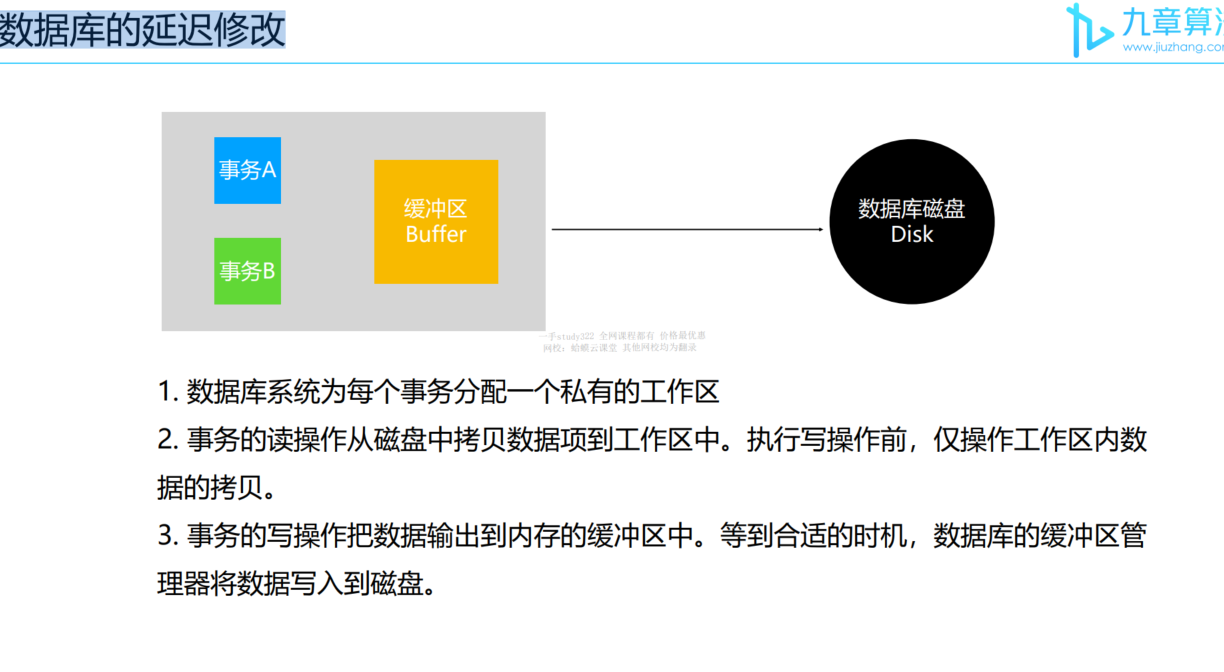 数据库的延迟修改
九章算法
www.jiuzhang.com
事务A
缓冲区
Buffer
数据库磁盘
Disk
事务B
一手study322 全网课程都有 价格最优惠
网校：蛤蟆云课堂 其他网校均为翻录
1. 数据库系统为每个事务分配一个私有的工作区
2. 事务的读操作从磁盘中拷贝数据项到工作区中。执行写操作前，仅操作工作区内数
据的拷贝。
3. 事务的写操作把数据输出到内存的缓冲区中。等到合适的时机，数据库的缓冲区管
理器将数据写入到磁盘。